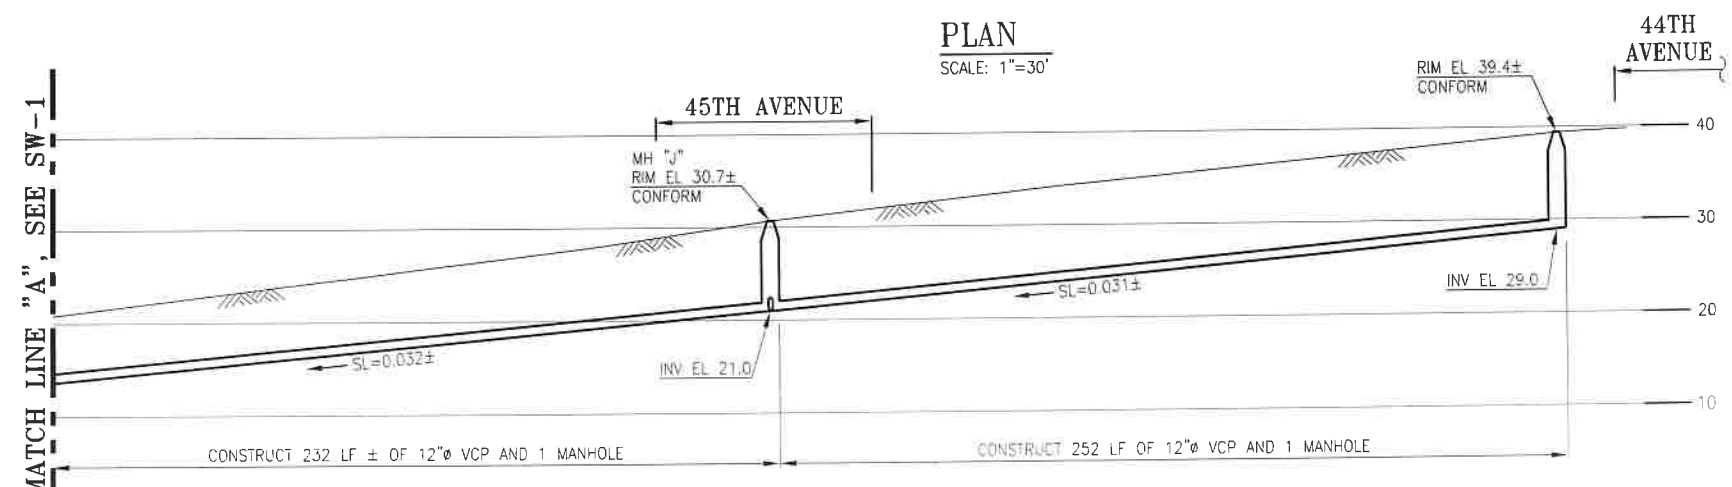 PLAN
SCALE: 1"=30'
44TH
AVENUE
RIM EL 39.4±
CONFORM
45TH AVENUE
40
MH "J"
RIM EL 30.7±
CONFORM
30
INV EL 29.0
SL=0.031±
20
SL=0.032±
INV EL 21.0
10
CONSTRUCT 232 LF ± OF 12"ø VCP AND 1 MANHOLE
CONSTRUCT 252 LF OF 12"ø VCP AND 1 MANHOLE
MATCH LINE "A", SEE SW-1